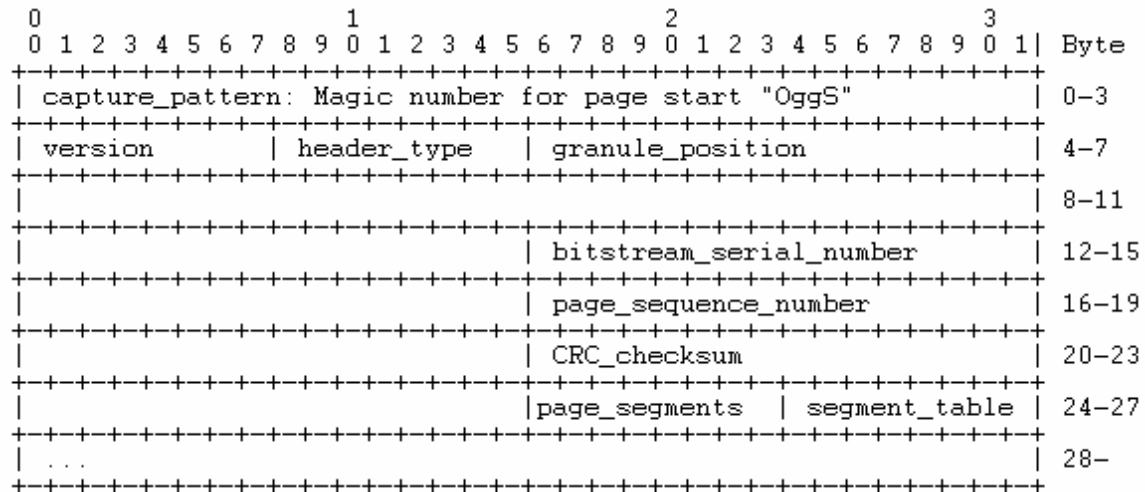 0                   1                   2                   3
 0 1 2 3 4 5 6 7 8 9 0 1 2 3 4 5 6 7 8 9 0 1 2 3 4 5 6 7 8 9 0 1| Byte
+-+-+-+-+-+-+-+-+-+-+-+-+-+-+-+-+-+-+-+-+-+-+-+-+-+-+-+-+-+-+-+-+
| capture_pattern: Magic number for page start "OggS"           | 0-3
+-+-+-+-+-+-+-+-+-+-+-+-+-+-+-+-+-+-+-+-+-+-+-+-+-+-+-+-+-+-+-+-+
| version       | header_type   | granule_position              | 4-7
+-+-+-+-+-+-+-+-+-+-+-+-+-+-+-+-+-+-+-+-+-+-+-+-+-+-+-+-+-+-+-+-+
|                                                               | 8-11
+-+-+-+-+-+-+-+-+-+-+-+-+-+-+-+-+-+-+-+-+-+-+-+-+-+-+-+-+-+-+-+-+
|                               | bitstream_serial_number       | 12-15
+-+-+-+-+-+-+-+-+-+-+-+-+-+-+-+-+-+-+-+-+-+-+-+-+-+-+-+-+-+-+-+-+
|                               | page_sequence_number          | 16-19
+-+-+-+-+-+-+-+-+-+-+-+-+-+-+-+-+-+-+-+-+-+-+-+-+-+-+-+-+-+-+-+-+
|                               | CRC_checksum                  | 20-23
+-+-+-+-+-+-+-+-+-+-+-+-+-+-+-+-+-+-+-+-+-+-+-+-+-+-+-+-+-+-+-+-+
|                               |page_segments  | segment_table | 24-27
+-+-+-+-+-+-+-+-+-+-+-+-+-+-+-+-+-+-+-+-+-+-+-+-+-+-+-+-+-+-+-+-+
| ...                                                           | 28-
+-+-+-+-+-+-+-+-+-+-+-+-+-+-+-+-+-+-+-+-+-+-+-+-+-+-+-+-+-+-+-+-+